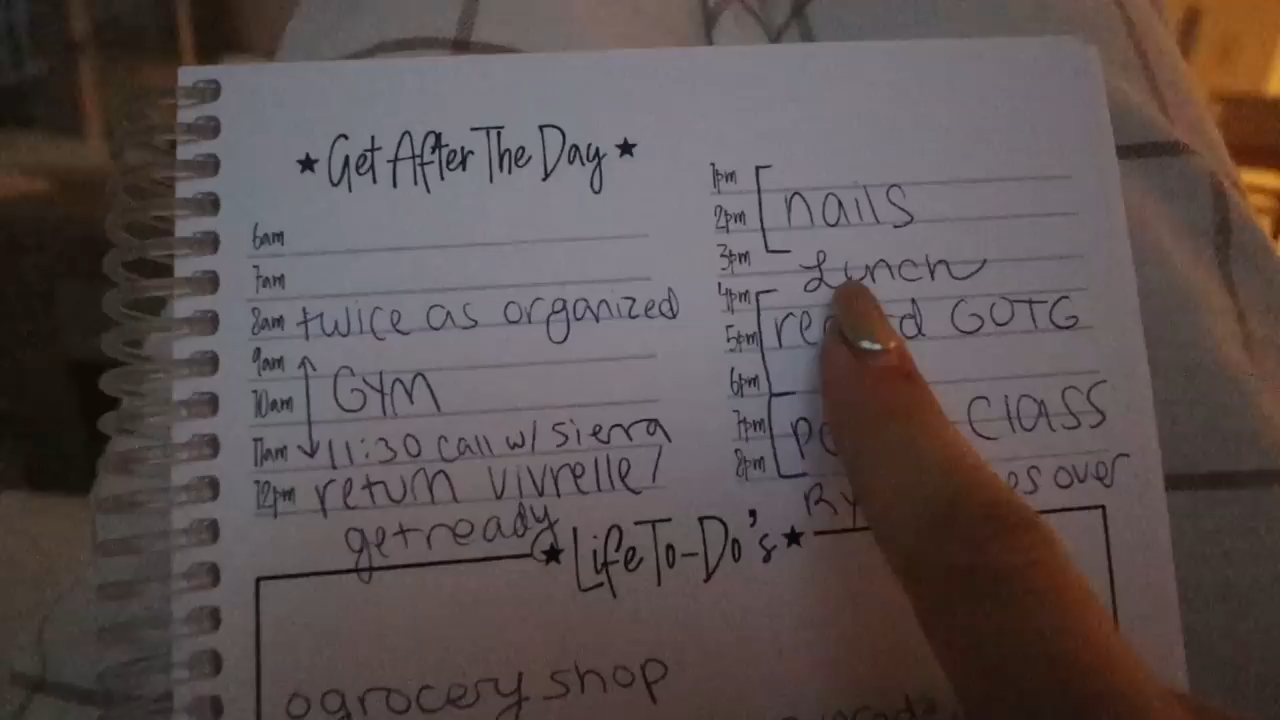 ★ Get After The Day ★
6am
7am
8am twice as organized
9am
10am GYM
11am 11:30 call w/ sierra
12pm return vivrelle /
get ready
1pm
2pm nails
3pm
Lunch
4pm
5pm GOTG
6pm
7pm class
8pm
over
★ Life To-Do's ★
grocery shop